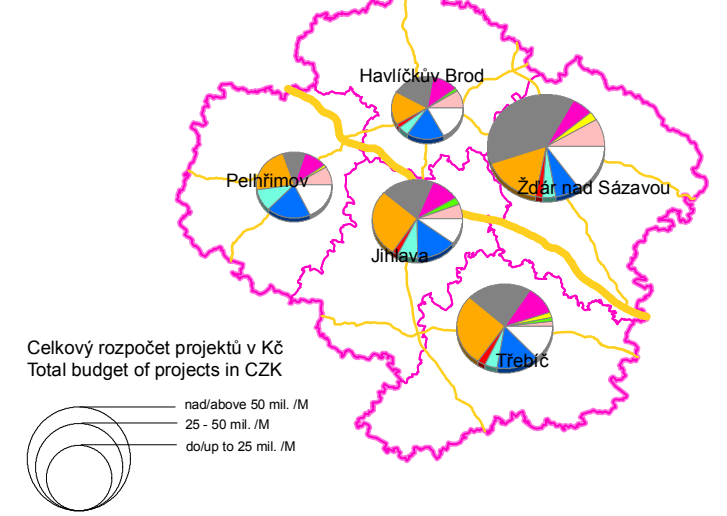 Havlíčkův Brod
Pelhřimov
Žďár nad Sázavou
Jihlava
Třebíč
Celkový rozpočet projektů v Kč
Total budget of projects in CZK
nad/above 50 mil. /M
25 - 50 mil. /M
do/up to 25 mil. /M